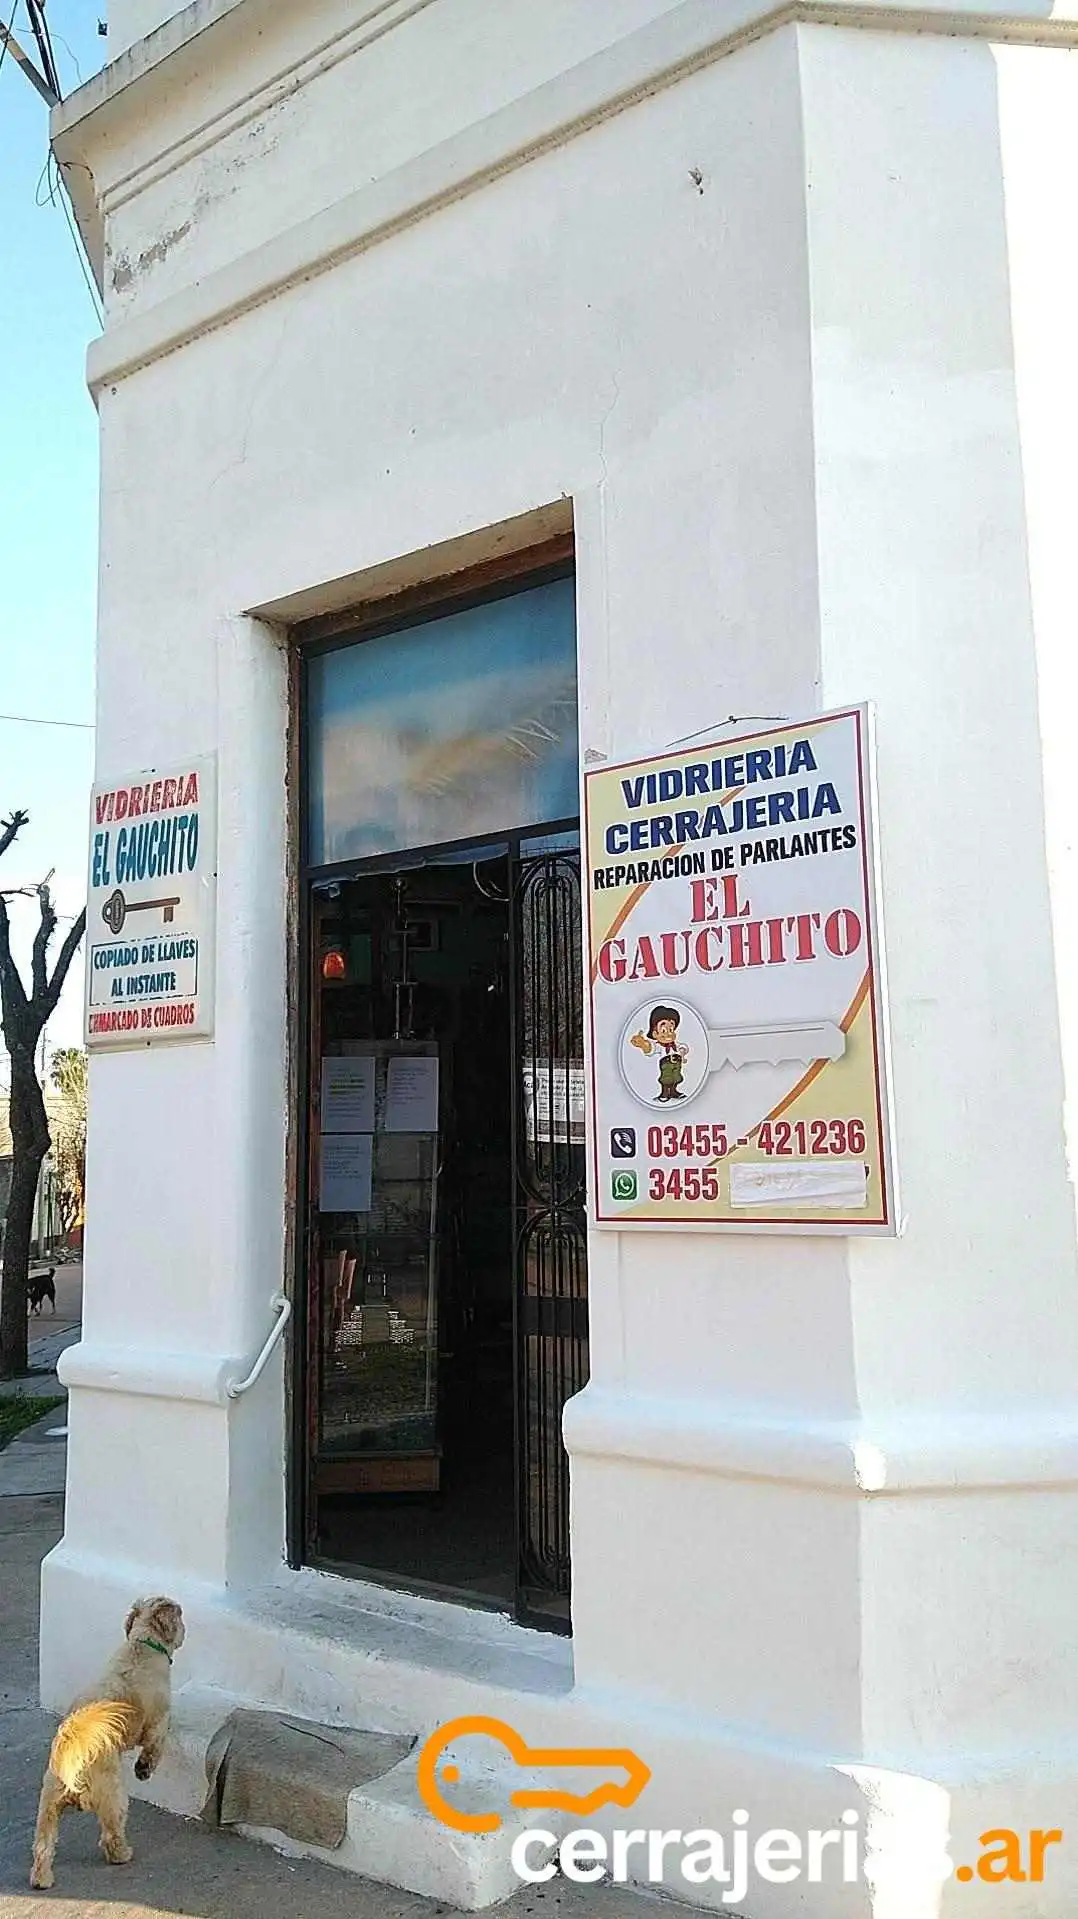 VIDRIERIA
EL GAUCHITO
COPIADO DE LLAVES
AL INSTANTE
ENMARCADO DE CUADROS
VIDRIERIA
CERRAJERIA
REPARACION DE PARLANTES
EL
GAUCHITO
03455 - 421236
3455
cerrajerias.ar